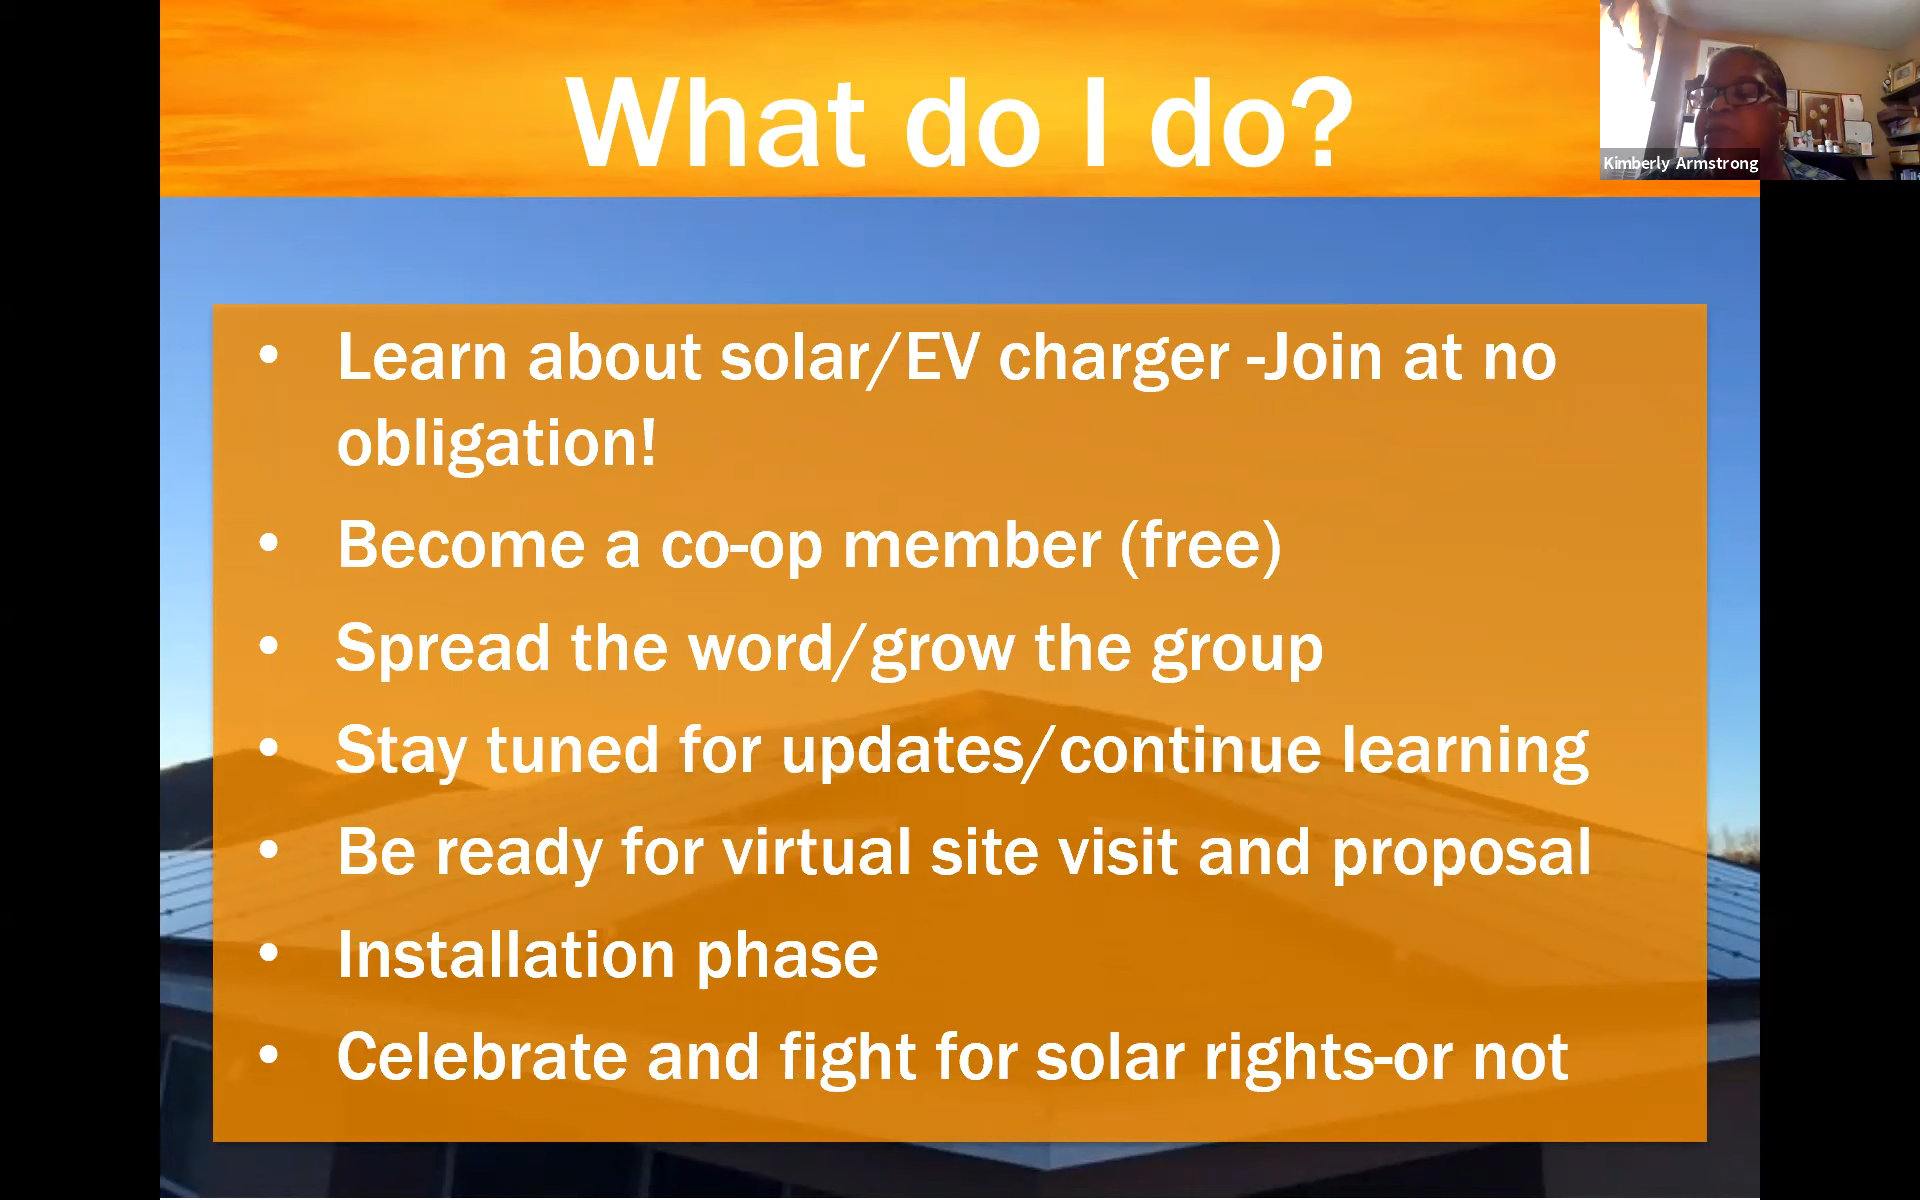 What do I do?
Kimberly Armstrong
• Learn about solar/EV charger -Join at no
obligation!
• Become a co-op member (free)
• Spread the word/grow the group
• Stay tuned for updates/continue learning
• Be ready for virtual site visit and proposal
• Installation phase
• Celebrate and fight for solar rights-or not